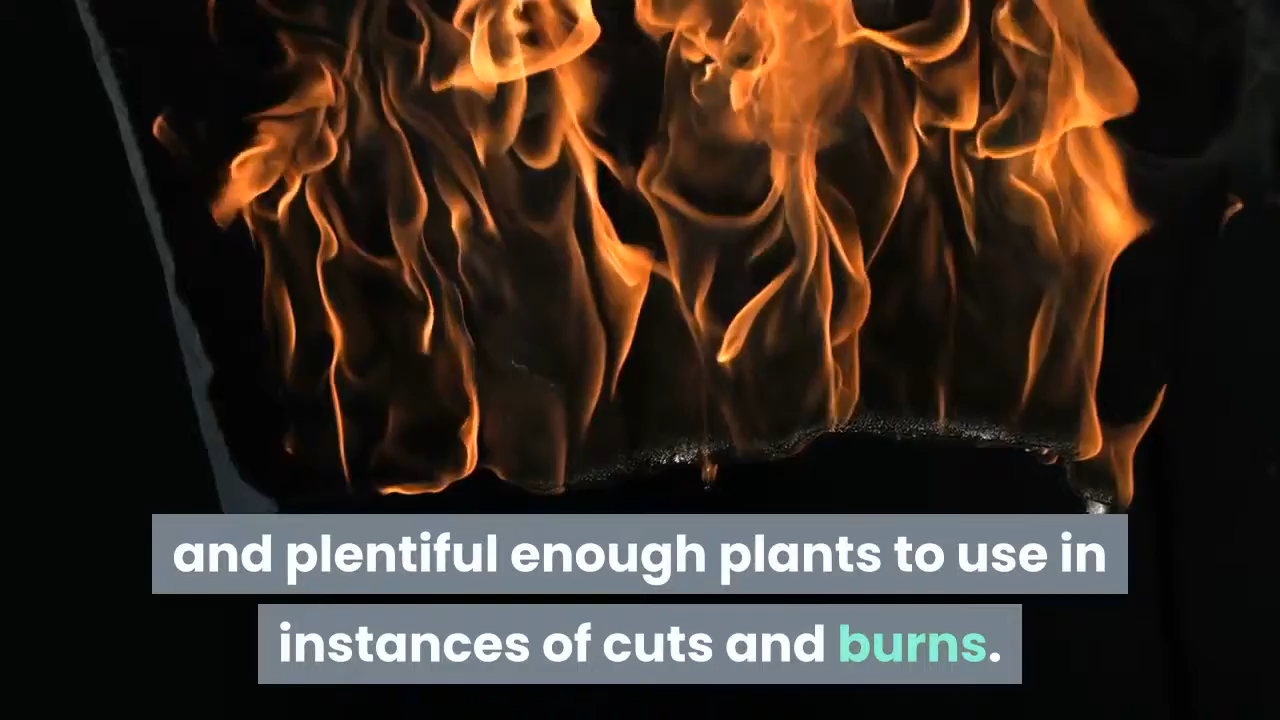 and plentiful enough plants to use in
instances of cuts and burns.